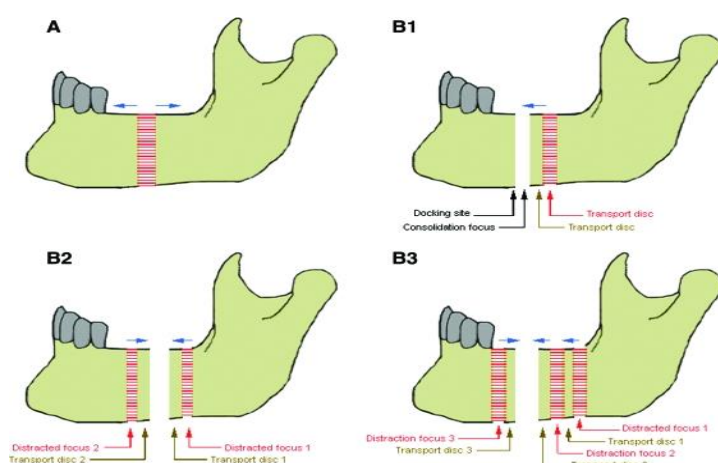 A
B1
Docking site
Consolidation focus
Transport disc
Transport disc
B2
Distracted focus 2
Transport disc 2
Distracted focus 1
Transport disc 1
B3
Distraction focus 3
Transport disc 3
Distracted focus 1
Transport disc 1
Distraction focus 2